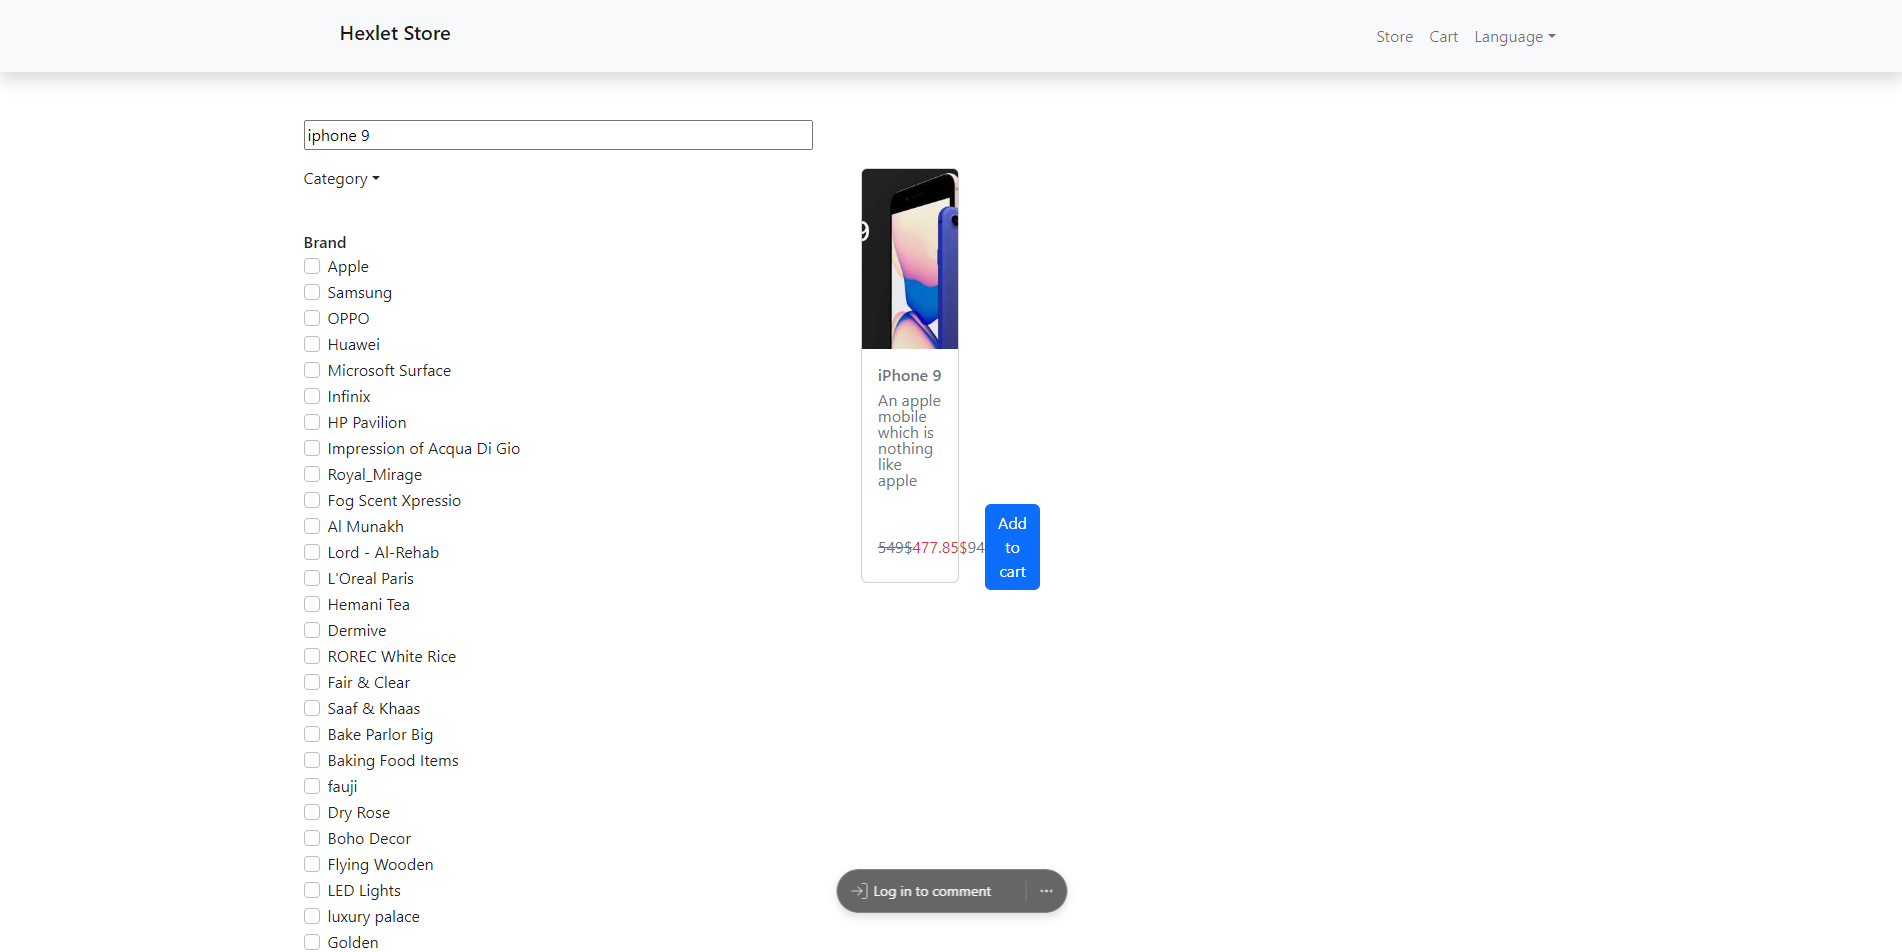 Hexlet Store
Store Cart Language
iphone 9
Category
Brand
Apple
Samsung
OPPO
Huawei
Microsoft Surface
Infinix
HP Pavilion
Impression of Acqua Di Gio
Royal_Mirage
Fog Scent Xpressio
Al Munakh
Lord - Al-Rehab
L'Oreal Paris
Hemani Tea
Dermive
ROREC White Rice
Fair & Clear
Saaf & Khaas
Bake Parlor Big
Baking Food Items
fauji
Dry Rose
Boho Decor
Flying Wooden
LED Lights
luxury palace
Golden
9
iPhone 9
An apple
mobile
which is
nothing
like
apple
549$477.85$94
Add
to
cart
Log in to comment